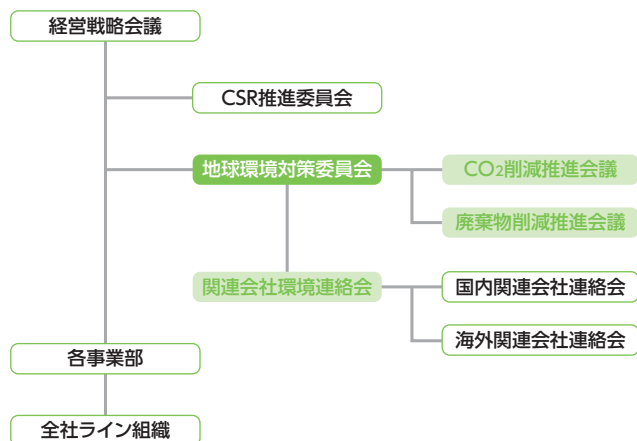 経営戦略会議
CSR推進委員会
地球環境対策委員会
CO2削減推進会議
廃棄物削減推進会議
関連会社環境連絡会
国内関連会社連絡会
海外関連会社連絡会
各事業部
全社ライン組織